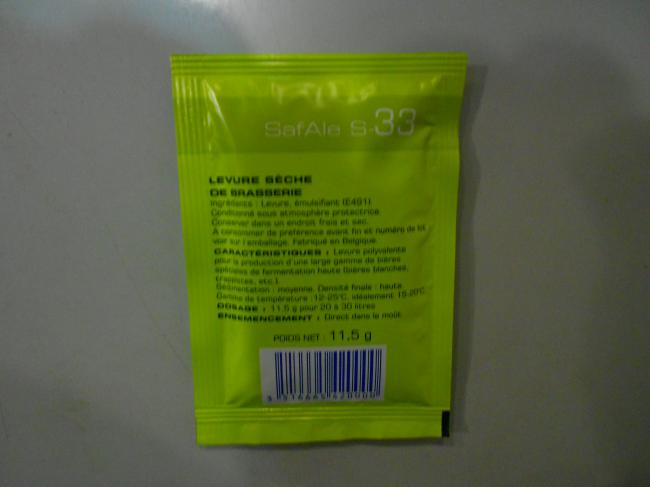 SafAle S-33
LEVURE SÈCHE
DE BRASSERIE
Ingrédients : Levure, émulsifiant (E491).
Conditionné sous atmosphère protectrice.
Conserver dans un endroit frais et sec.
A consommer de préférence avant fin et numéro de lot :
voir sur l'emballage. Fabriqué en Belgique.
CARACTÉRISTIQUES : Levure polyvalente
pour la production d'une large gamme de bières
spéciales de fermentation haute (bières blanches,
trappistes, etc.).
Sédimentation : moyenne. Densité finale : haute.
Gamme de température : 12-25°C, idéalement 15-20°C.
DOSAGE : 11,5 g pour 20 à 30 litres
ENSEMENCEMENT : Direct dans le moût.
POIDS NET : 11,5 g